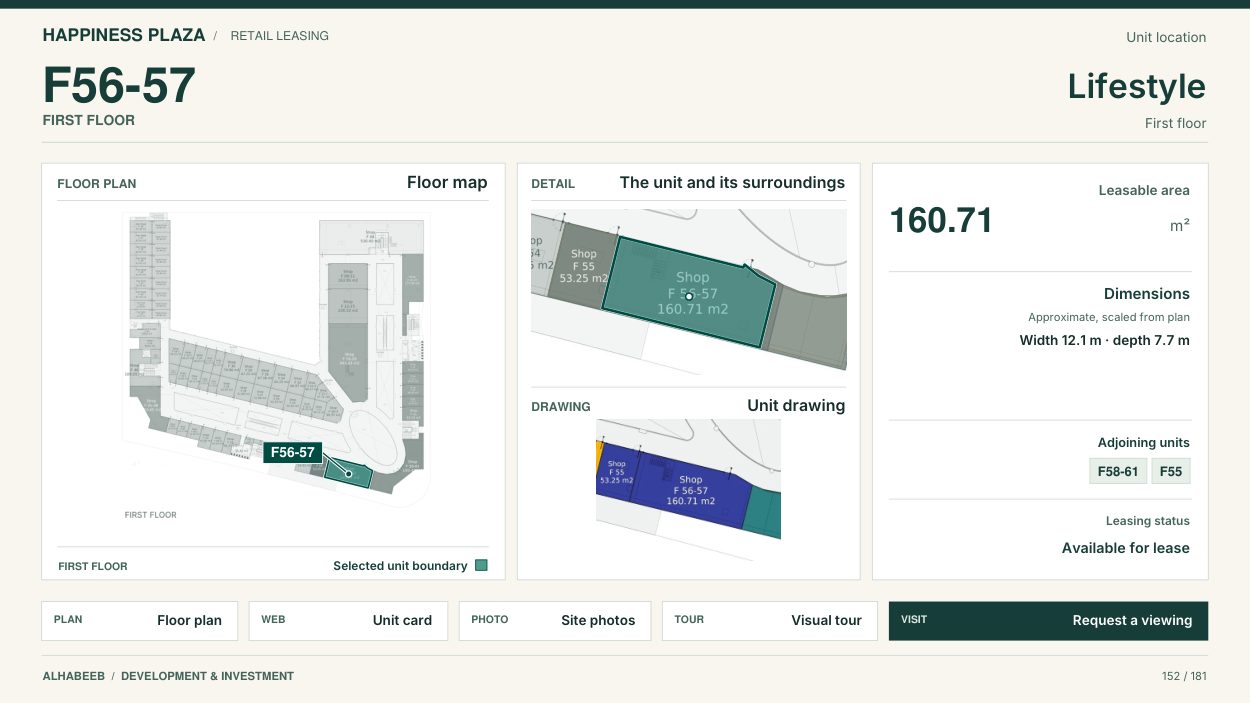 HAPPINESS PLAZA / RETAIL LEASING
Unit location
F56-57
Lifestyle
FIRST FLOOR
First floor
FLOOR PLAN
Floor map
F56-57
FIRST FLOOR
FIRST FLOOR
Selected unit boundary
DETAIL
The unit and its surroundings
Shop
F 55
53.25 m2
Shop
F 56-57
160.71 m2
DRAWING
Unit drawing
Shop
F 55
53.25 m2
Shop
F 56-57
160.71 m2
Leasable area
160.71 m²
Dimensions
Approximate, scaled from plan
Width 12.1 m · depth 7.7 m
Adjoining units
F58-61 F55
Leasing status
Available for lease
PLAN Floor plan
WEB Unit card
PHOTO Site photos
TOUR Visual tour
VISIT Request a viewing
ALHABEEB / DEVELOPMENT & INVESTMENT
152 / 181